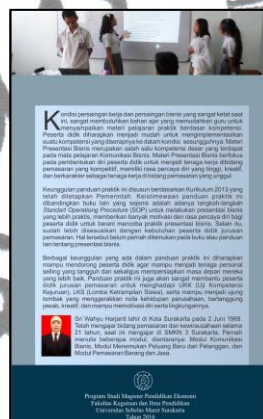 Kondisi persaingan kerja dan persaingan bisnis yang sangat ketat saat
ini, sangat membutuhkan bahan ajar yang memudahkan guru untuk
menyampaikan materi pelajaran praktik berdasar kompetensi.
Peserta didik diharapkan menjadi mudah untuk mengimplementasikan
suatu kompetensi yang diserapnya ke dalam kondisi sesungguhnya. Materi
Presentasi Bisnis merupakan salah satu kompetensi dasar yang terdapat
pada mata pelajaran Komunikasi Bisnis. Materi Presentasi Bisnis berfokus
pada pembentukan diri peserta didik untuk menjadi tenaga kerja dibidang
pemasaran yang kompetitif, memiliki rasa percaya diri yang tinggi, kreatif,
dan berkarakter sebagai tenaga kerja di bidang pemasaran yang unggul.
Keunggulan panduan praktik ini disusun berdasarkan Kurikulum 2013 yang
telah ditetapkan Pemerintah. Keistimewaan panduan praktik ini
dibandingkan buku lain yang sejenis adalah adanya langkah-langkah
Standart Operationg Procedure (SOP) untuk melakukan presentasi bisnis
yang lebih praktis, memberikan banyak motivasi dan rasa percaya diri bagi
peserta didik untuk berani mencoba praktik presentasi bisnis. Selain itu,
sudah lebih disesuaikan dengan kebutuhan peserta didik jurusan
pemasaran. Hal tersebut belum pernah ditemukan pada buku atau panduan
lain tentang presentasi bisnis.
Berbagai keunggulan yang ada dalam panduan praktik ini diharapkan
mampu mendorong peserta didik agar mampu menjadi tenaga personal
selling yang tangguh dan sekaligus mempersiapkan masa depan mereka
yang lebih baik. Panduan praktik ini juga akan sangat membantu peserta
didik jurusan pemasaran untuk menghadapi UKK (Uji Kompetensi
Kejuruan), LKS (Lomba Ketrampilan Siswa), serta mampu menjadi ujung
tombak yang menggerakkan roda kehidupan perusahaan, bertanggung
jawab, kreatif, dan mampu memotivasi diri serta lingkungannya.
Sri Wahyu Harjanti lahir di Kota Surakarta pada 2 Juni 1968.
Telah mengajar bidang pemasaran dan kewirausahaan selama
21 tahun, saat ini mengajar di SMKN 3 Surakarta. Pernah
menulis beberapa modul, diantaranya: Modul Komunikasi
Bisnis, Modul Menemukan Peluang Baru dari Pelanggan, dan
Modul Pemasaran Barang dan Jasa.
Program Studi Magister Pendidikan Ekonomi
Fakultas Keguruan dan Ilmu Pendidikan
Universitas Sebelas Maret Surakarta
Tahun 2016